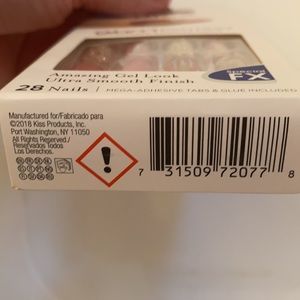 Amazing Gel Look
Ultra Smooth Finish
special
FX
28 Nails | MEGA-ADHESIVE TABS & GLUE INCLUDED
Manufactured for/Fabricado para
©2018 Kiss Products, Inc.
Port Washington, NY 11050
All Rights Reserved./
Reservados Todos
Los Derechos.
7 31509 72077 8